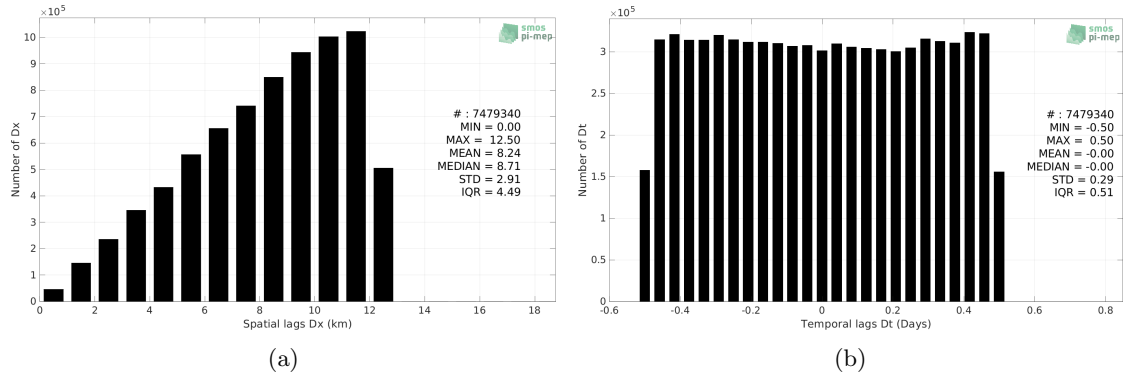 ×10⁵
10
9
8
7
6
5
4
3
2
1
0
Number of Dx
smos
pi-mep
# : 7479340
MIN = 0.00
MAX = 12.50
MEAN = 8.24
MEDIAN = 8.71
STD = 2.91
IQR = 4.49
0 2 4 6 8 10 12 14 16 18
Spatial lags Dx (km)
(a)
×10⁵
3
2.5
2
1.5
1
0.5
0
Number of Dt
smos
pi-mep
# : 7479340
MIN = -0.50
MAX = 0.50
MEAN = -0.00
MEDIAN = -0.00
STD = 0.29
IQR = 0.51
-0.6 -0.4 -0.2 0 0.2 0.4 0.6 0.8
Temporal lags Dt (Days)
(b)